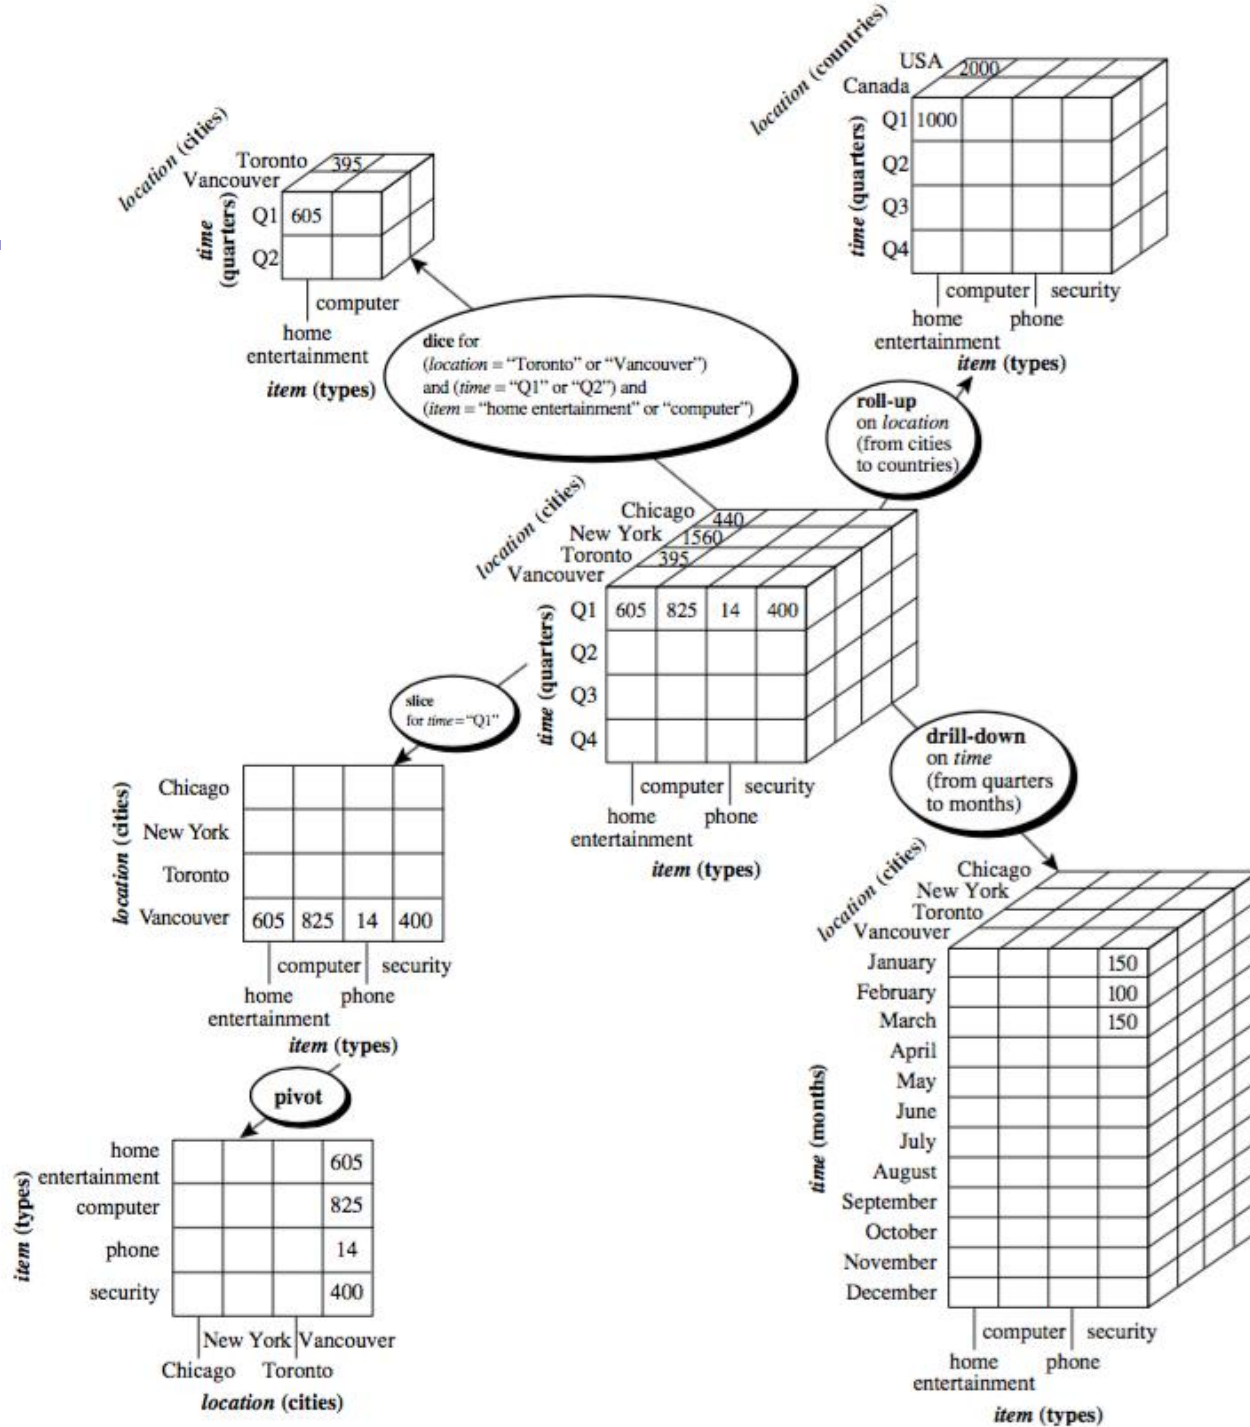 location (cities)
Toronto 395
Vancouver
time (quarters)
Q1 605
Q2
computer
home
entertainment
item (types)
location (countries)
USA 2000
Canada
time (quarters)
Q1 1000
Q2
Q3
Q4
computer security
home phone
entertainment
item (types)
dice for
(location = “Toronto” or “Vancouver”)
and (time = “Q1” or “Q2”) and
(item = “home entertainment” or “computer”)
roll-up
on location
(from cities
to countries)
location (cities)
Chicago 440
New York 1560
Toronto 395
Vancouver
time (quarters)
Q1 605 825 14 400
Q2
Q3
Q4
computer security
home phone
entertainment
item (types)
slice
for time = “Q1”
drill-down
on time
(from quarters
to months)
location (cities)
Chicago
New York
Toronto
Vancouver 605 825 14 400
computer security
home phone
entertainment
item (types)
pivot
item (types)
home
entertainment 605
computer 825
phone 14
security 400
New York Vancouver
Chicago Toronto
location (cities)
location (cities)
Chicago
New York
Toronto
Vancouver
time (months)
January 150
February 100
March 150
April
May
June
July
August
September
October
November
December
computer security
home phone
entertainment
item (types)